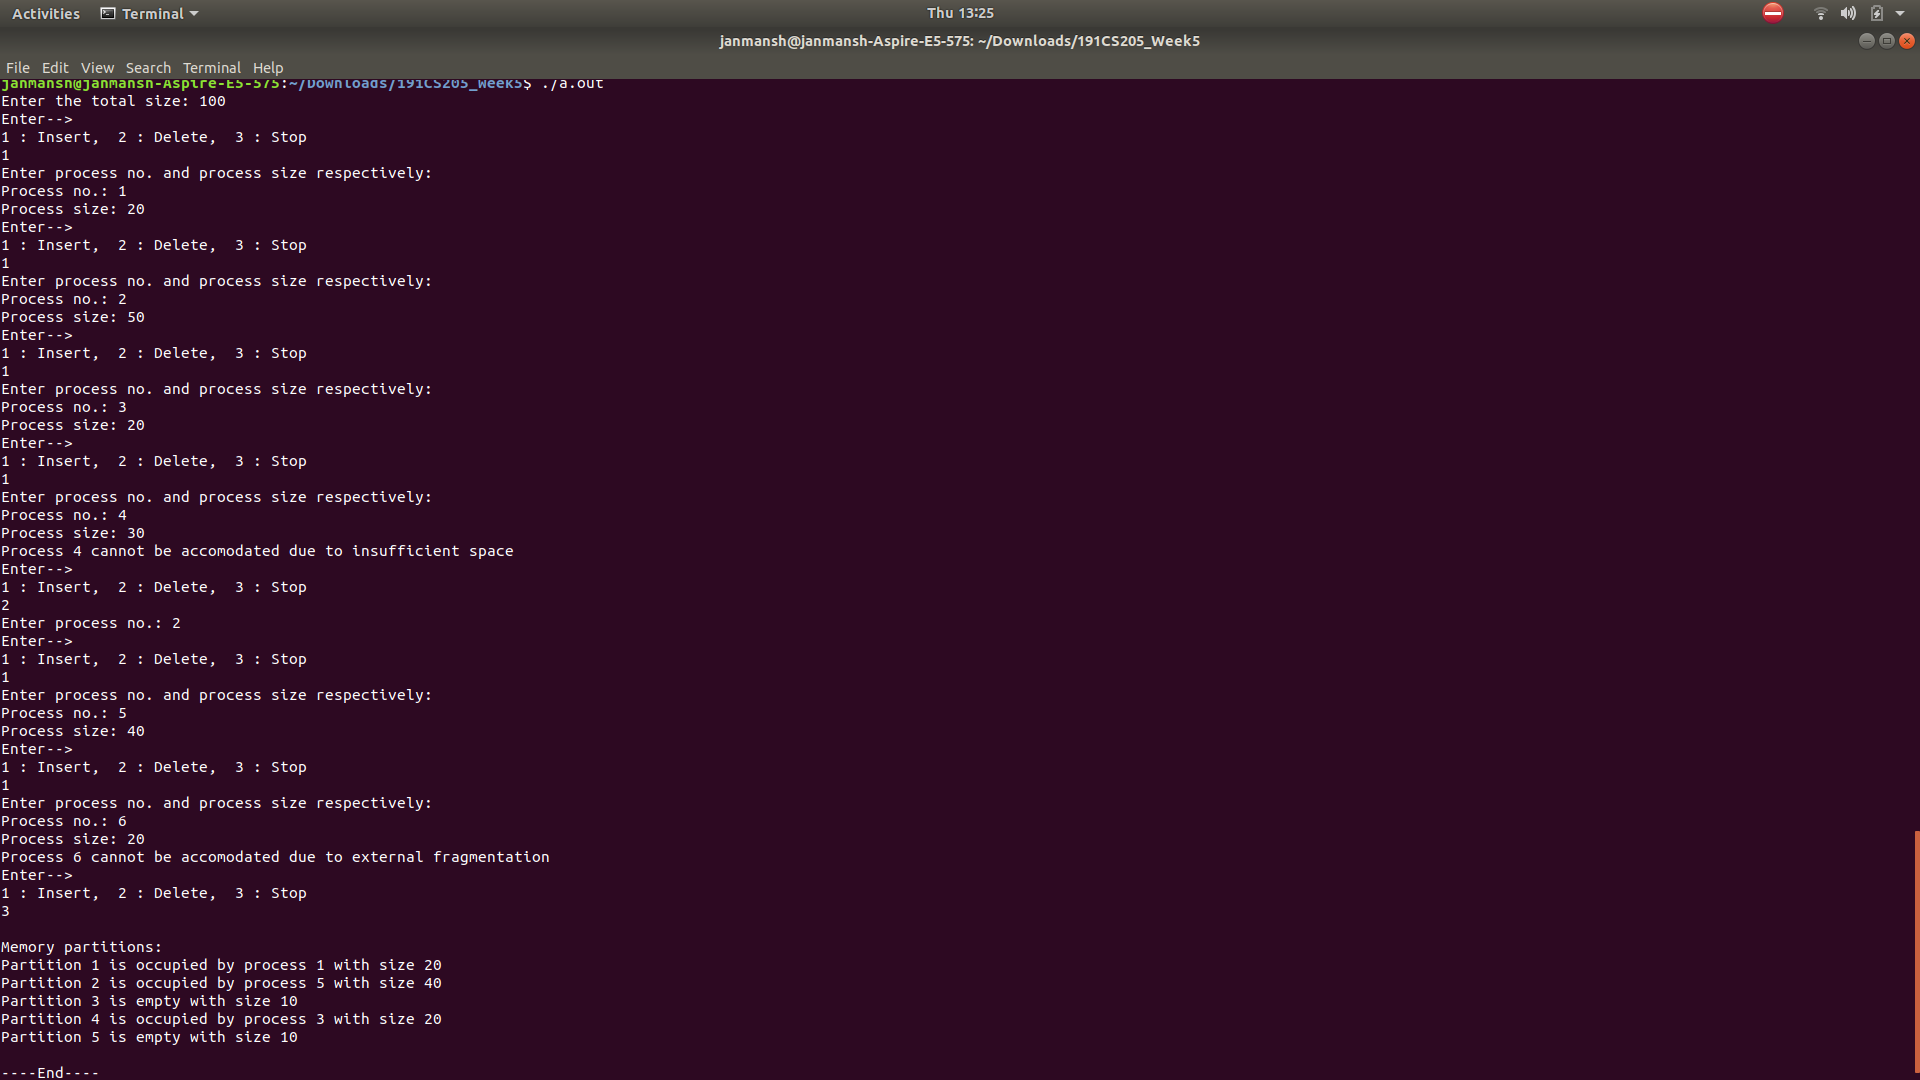 Activities Terminal Thu 13:25
janmansh@janmansh-Aspire-E5-575: ~/Downloads/191CS205_Week5
File Edit View Search Terminal Help
janmansh@janmansh-Aspire-E5-575:~/Downloads/191CS205_Week5$ ./a.out
Enter the total size: 100
Enter-->
1 : Insert,  2 : Delete,  3 : Stop
1
Enter process no. and process size respectively:
Process no.: 1
Process size: 20
Enter-->
1 : Insert,  2 : Delete,  3 : Stop
1
Enter process no. and process size respectively:
Process no.: 2
Process size: 50
Enter-->
1 : Insert,  2 : Delete,  3 : Stop
1
Enter process no. and process size respectively:
Process no.: 3
Process size: 20
Enter-->
1 : Insert,  2 : Delete,  3 : Stop
1
Enter process no. and process size respectively:
Process no.: 4
Process size: 30
Process 4 cannot be accomodated due to insufficient space
Enter-->
1 : Insert,  2 : Delete,  3 : Stop
2
Enter process no.: 2
Enter-->
1 : Insert,  2 : Delete,  3 : Stop
1
Enter process no. and process size respectively:
Process no.: 5
Process size: 40
Enter-->
1 : Insert,  2 : Delete,  3 : Stop
1
Enter process no. and process size respectively:
Process no.: 6
Process size: 20
Process 6 cannot be accomodated due to external fragmentation
Enter-->
1 : Insert,  2 : Delete,  3 : Stop
3
Memory partitions:
Partition 1 is occupied by process 1 with size 20
Partition 2 is occupied by process 5 with size 40
Partition 3 is empty with size 10
Partition 4 is occupied by process 3 with size 20
Partition 5 is empty with size 10
----End----